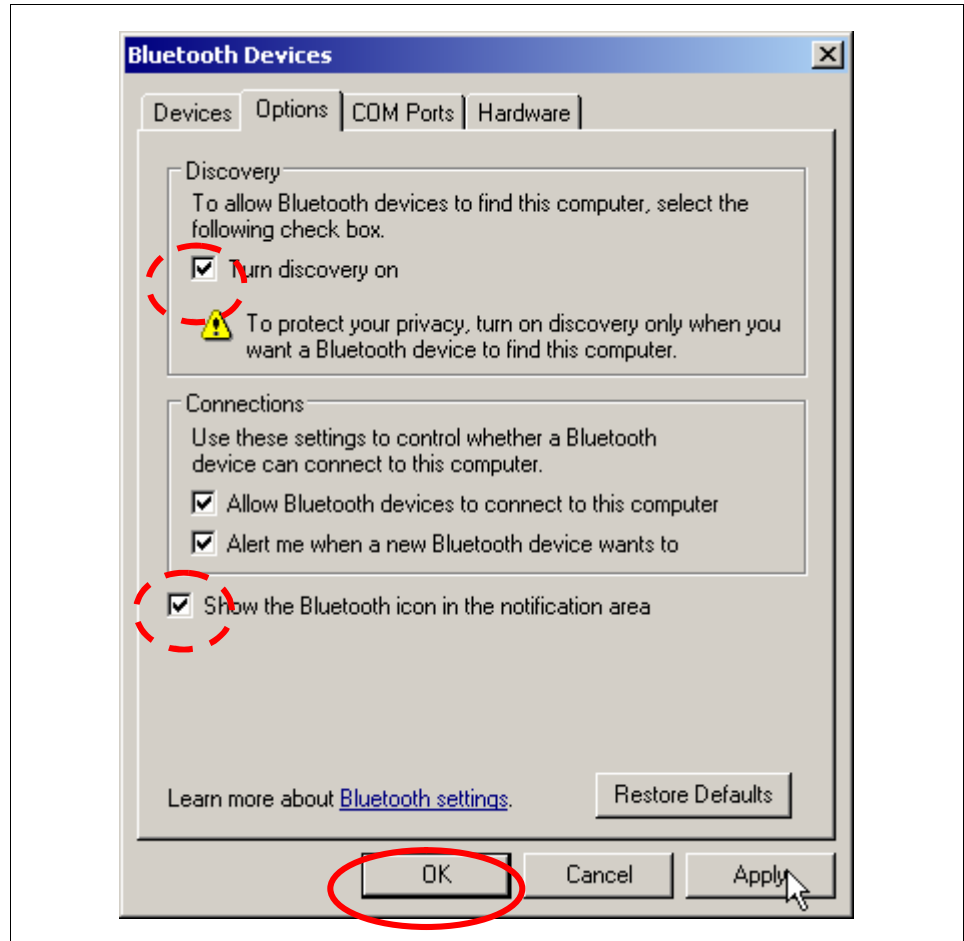 Bluetooth Devices
Devices Options COM Ports Hardware
Discovery
To allow Bluetooth devices to find this computer, select the
following check box.
Turn discovery on
To protect your privacy, turn on discovery only when you
want a Bluetooth device to find this computer.
Connections
Use these settings to control whether a Bluetooth
device can connect to this computer.
Allow Bluetooth devices to connect to this computer
Alert me when a new Bluetooth device wants to
Show the Bluetooth icon in the notification area
Learn more about Bluetooth settings.
Restore Defaults
OK Cancel Apply